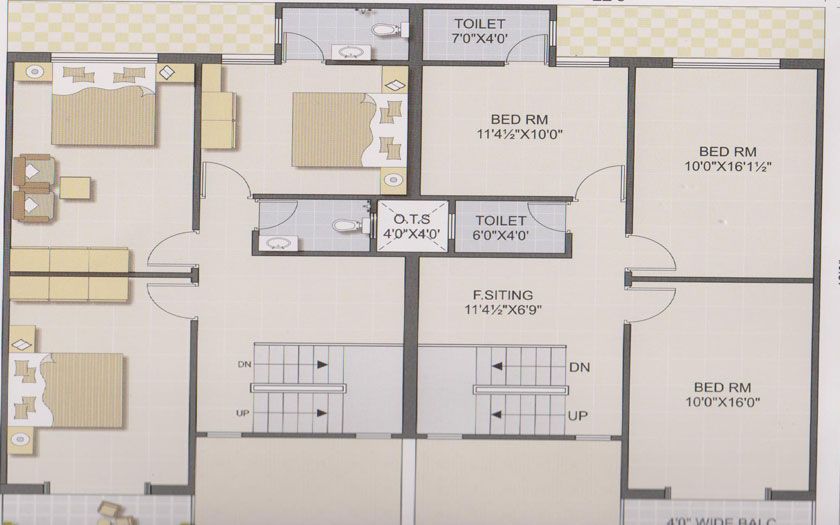 TOILET
7'0"X4'0'
BED RM
11'4½"X10'0"
BED RM
10'0"X16'1½"
O.T.S
4'0"X4'0'
TOILET
6'0"X4'0'
F.SITING
11'4½"X6'9"
DN
UP
DN
UP
BED RM
10'0"X16'0"
4'0" WIDE BALC